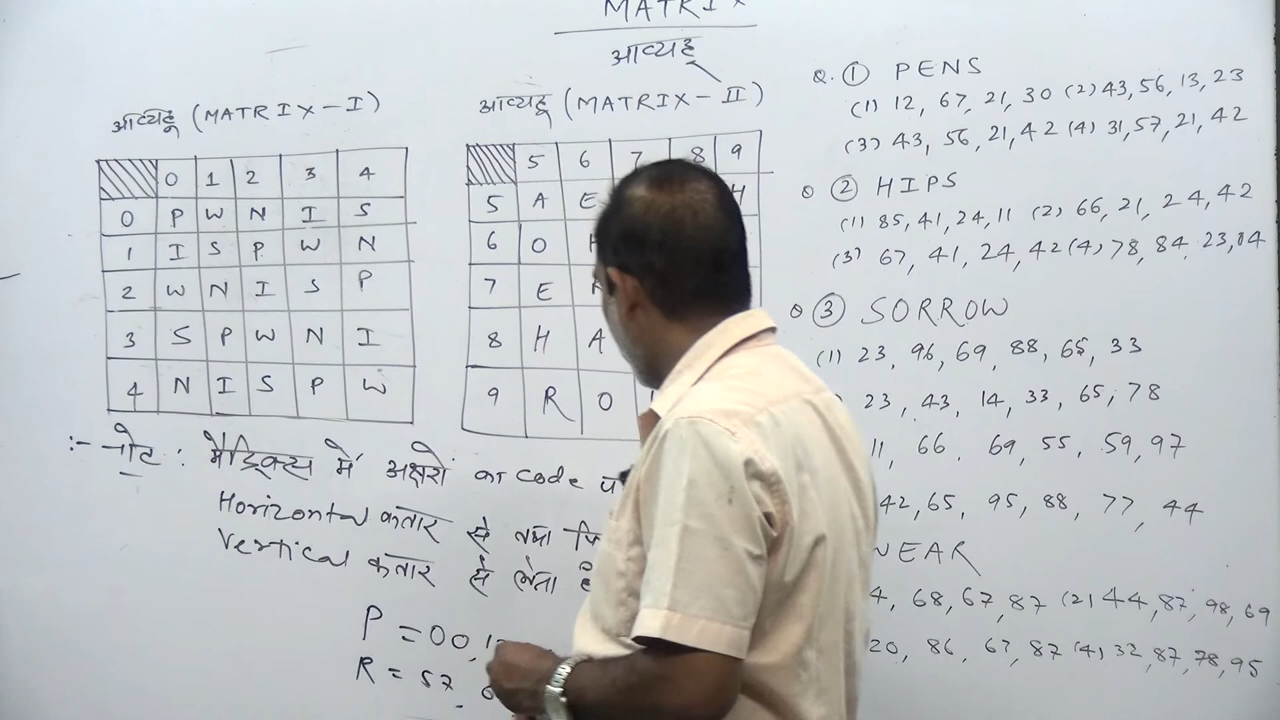 MATRIX
आव्यूह
आव्यूह (MATRIX-I)
0 1 2 3 4
0 P W N I S
1 I S P W N
2 W N I S P
3 S P W N I
4 N I S P W
आव्यूह (MATRIX-II)
5 6 7 8 9
5 A E H
6 O
7 E
8 H A
9 R O
:- नोट : मैट्रिक्स में अक्षरों का code
Horizontal कतार से तथा
Vertical कतार से लेना
P = 00,
R = 57,
Q. ① PENS
(1) 12, 67, 21, 30 (2) 43, 56, 13, 23
(3) 43, 56, 21, 42 (4) 31, 57, 21, 42
Q ② HIPS
(1) 85, 41, 24, 11 (2) 66, 21, 24, 42
(3) 67, 41, 24, 42 (4) 78, 84, 23, 04
Q ③ SORROW
(1) 23, 96, 69, 88, 65, 33
23, 43, 14, 33, 65, 78
11, 66, 69, 55, 59, 97
42, 65, 95, 88, 77, 44
NEAR
4, 68, 67, 87 (2) 44, 87, 98, 69
20, 86, 67, 87 (4) 32, 87, 78, 95